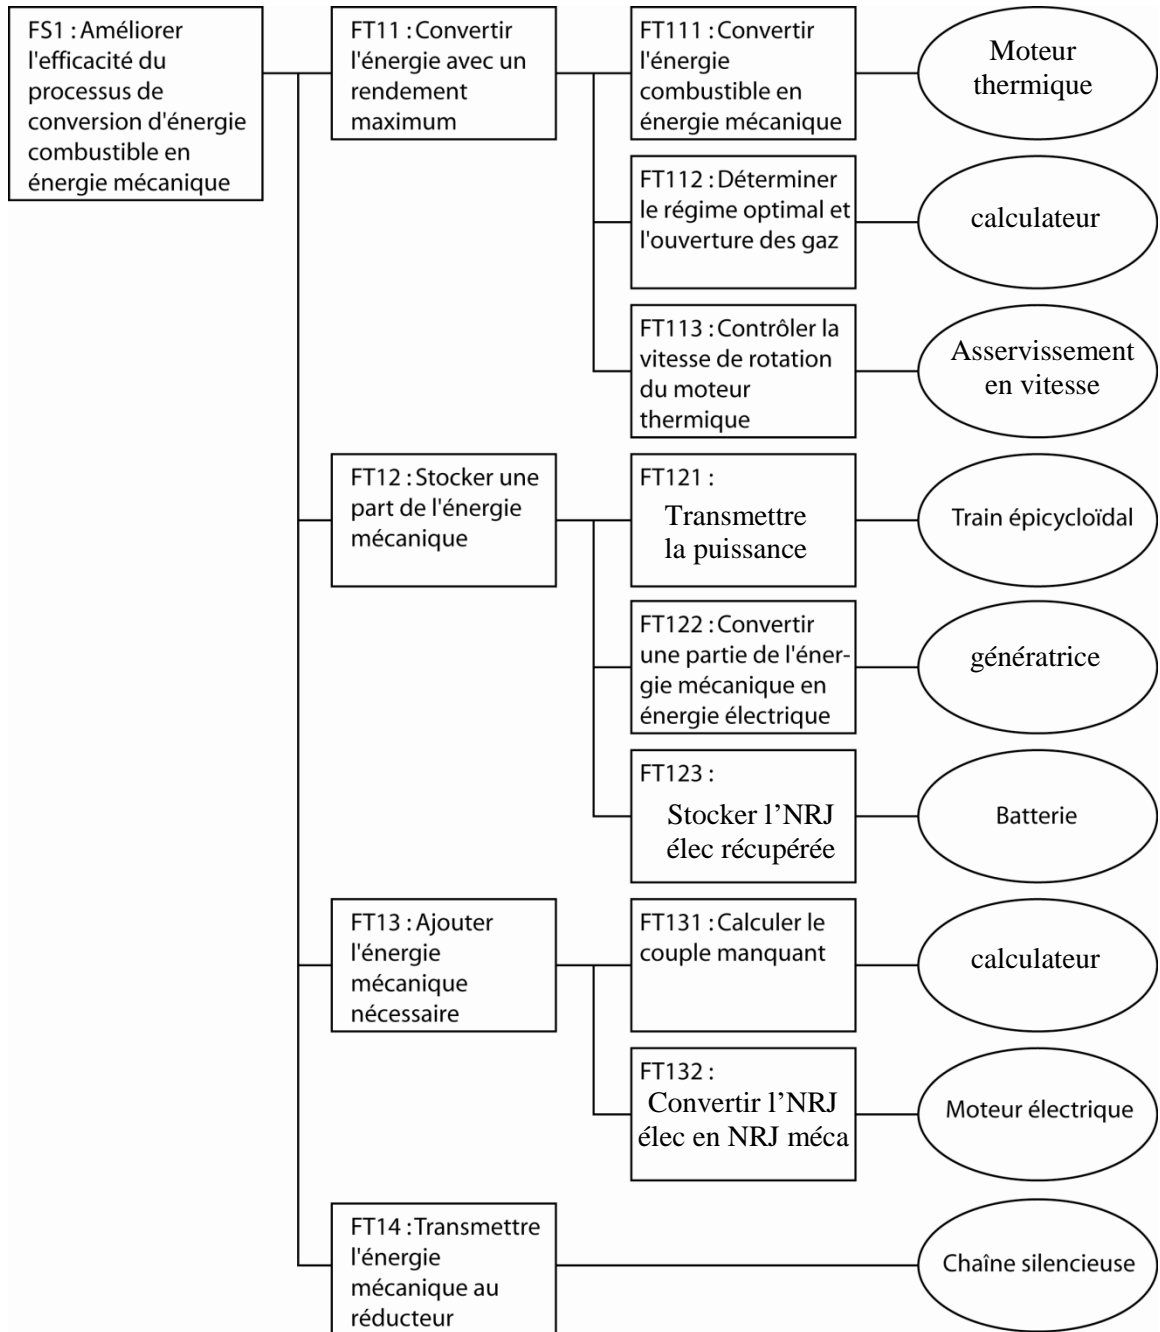 FS1 : Améliorer
l'efficacité du
processus de
conversion d'énergie
combustible en
énergie mécanique
FT11 : Convertir
l'énergie avec un
rendement
maximum
FT111 : Convertir
l'énergie
combustible en
énergie mécanique
Moteur
thermique
FT112 : Déterminer
le régime optimal et
l'ouverture des gaz
calculateur
FT113 : Contrôler la
vitesse de rotation
du moteur
thermique
Asservissement
en vitesse
FT12 : Stocker une
part de l'énergie
mécanique
FT121 :
Transmettre
la puissance
Train épicycloïdal
FT122 : Convertir
une partie de l'éner-
gie mécanique en
énergie électrique
génératrice
FT123 :
Stocker l’NRJ
élec récupérée
Batterie
FT13 : Ajouter
l'énergie
mécanique
nécessaire
FT131 : Calculer le
couple manquant
calculateur
FT132 :
Convertir l’NRJ
élec en NRJ méca
Moteur électrique
FT14 : Transmettre
l'énergie
mécanique au
réducteur
Chaîne silencieuse